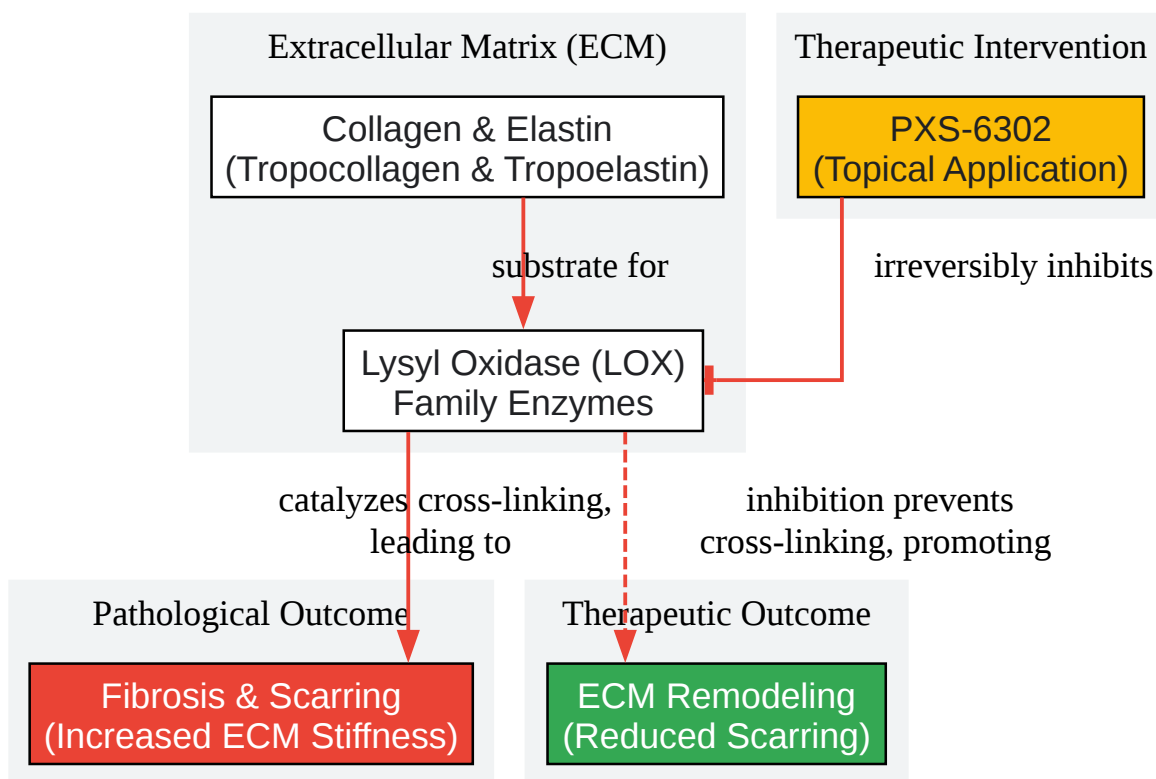 Extracellular Matrix (ECM)
Therapeutic Intervention
Collagen & Elastin
(Tropocollagen & Tropoelastin)
PXS-6302
(Topical Application)
substrate for
irreversibly inhibits
Lysyl Oxidase (LOX)
Family Enzymes
catalyzes cross-linking,
leading to
inhibition prevents
cross-linking, promoting
Pathological Outcome
Therapeutic Outcome
Fibrosis & Scarring
(Increased ECM Stiffness)
ECM Remodeling
(Reduced Scarring)